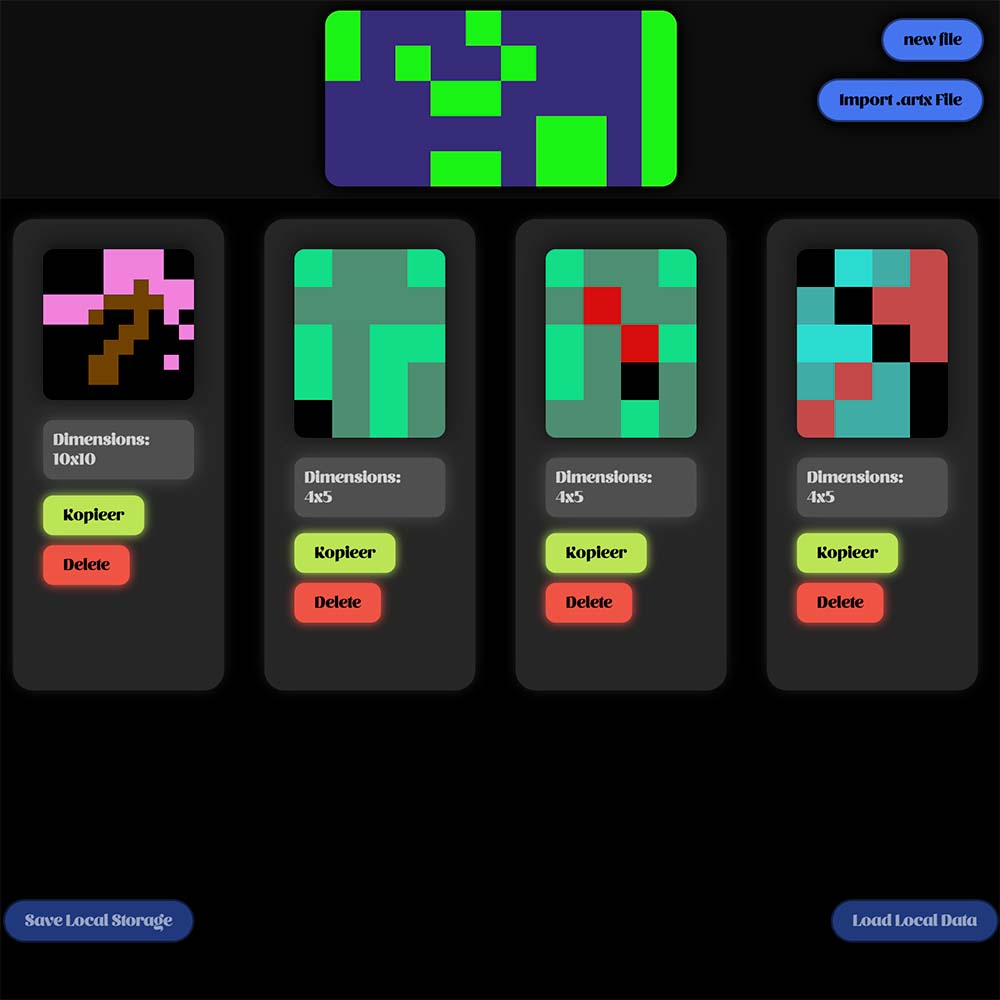 new file
Import .artx File
Dimensions:
10x10
Kopieer
Delete
Dimensions:
4x5
Kopieer
Delete
Dimensions:
4x5
Kopieer
Delete
Dimensions:
4x5
Kopieer
Delete
Save Local Storage
Load Local Data